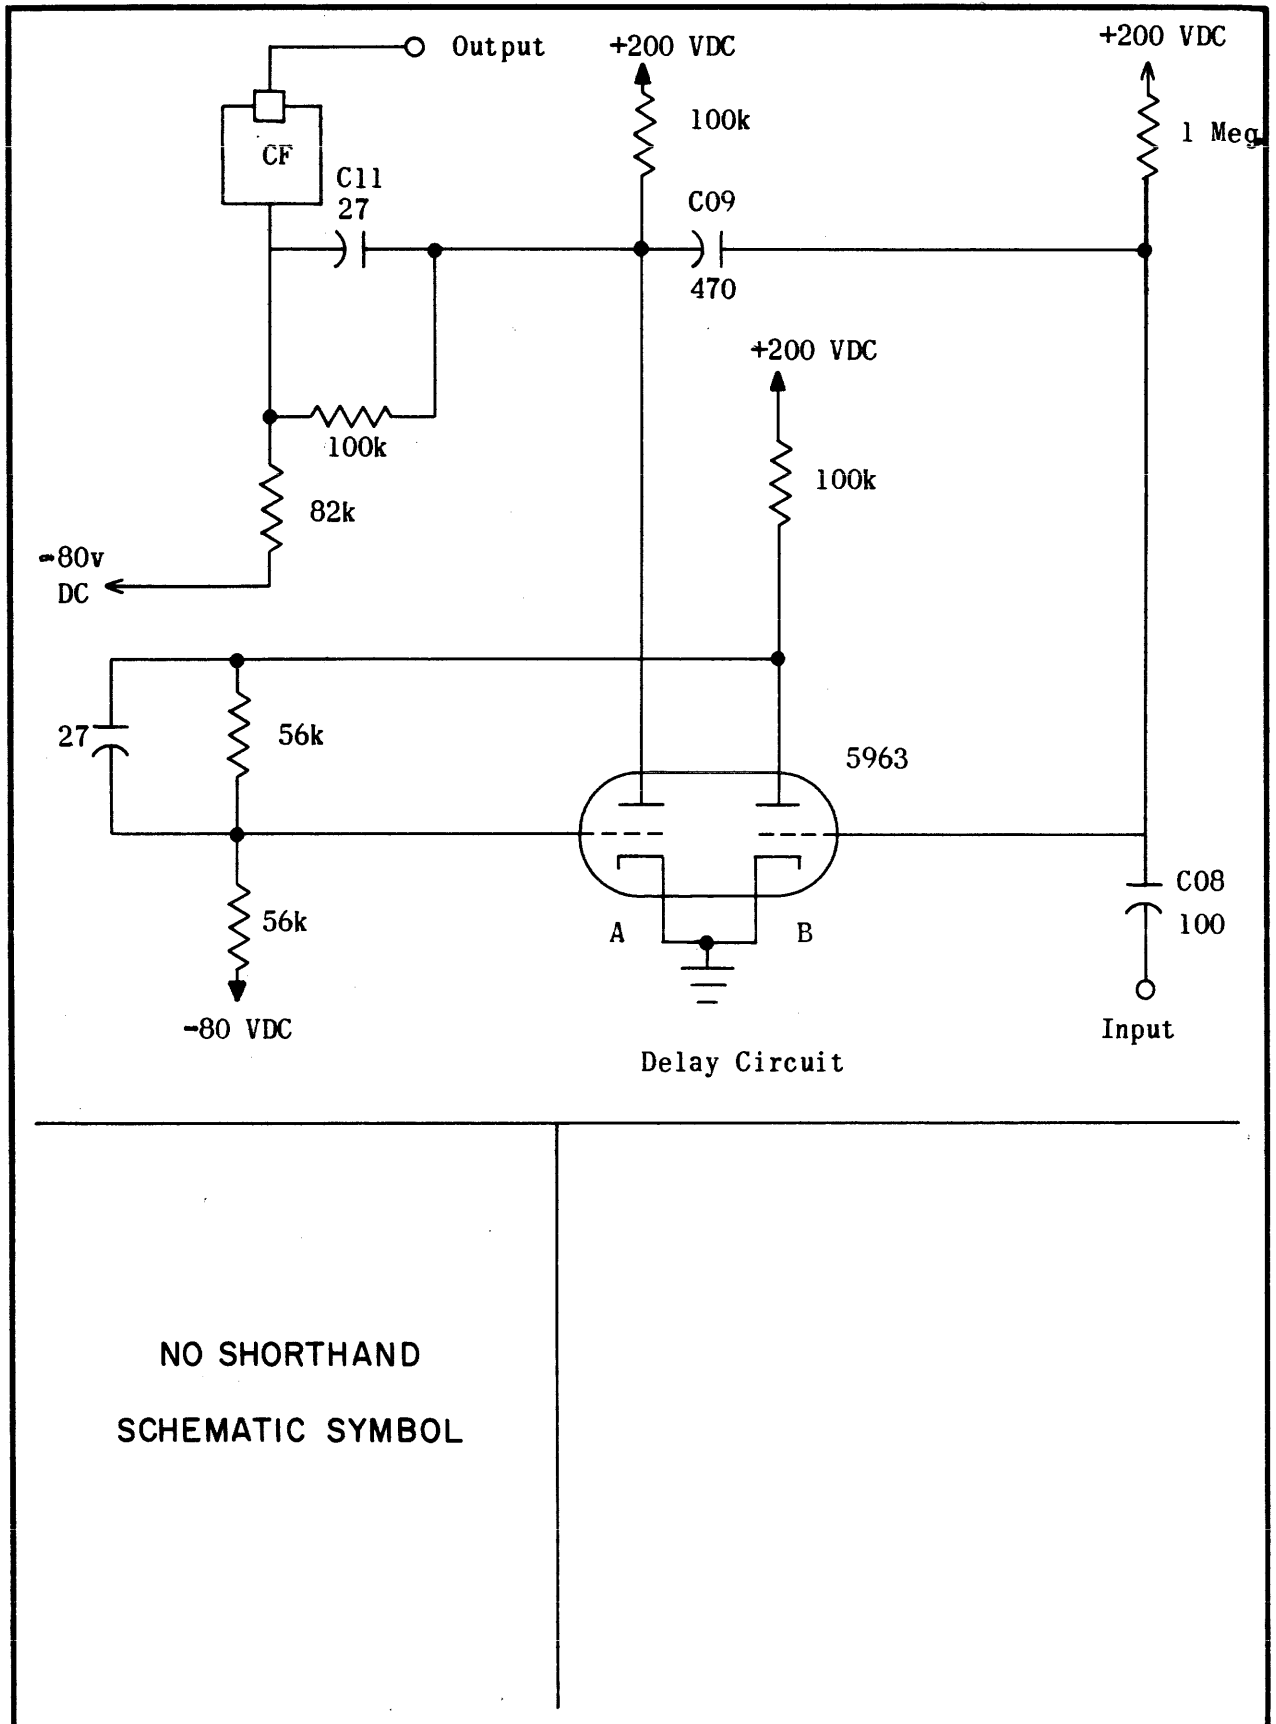 Output
+200 VDC
+200 VDC
100k
1 Meg.
CF
C11
27
C09
470
+200 VDC
100k
100k
82k
-80v
DC
27
56k
5963
56k
C08
100
A
B
-80 VDC
Input
Delay Circuit
NO SHORTHAND
SCHEMATIC SYMBOL